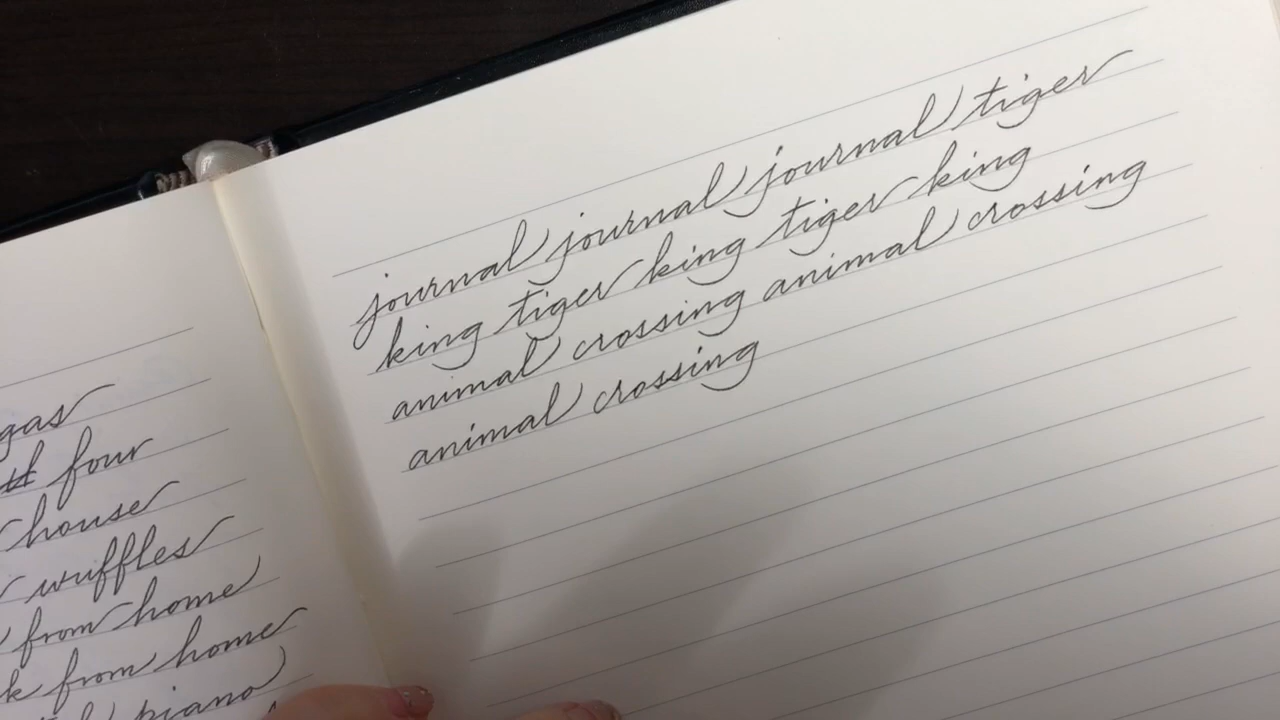 gas
four
house
wuffles
from home
k from home
piano
journal journal journal tiger
king tiger king tiger king
animal crossing animal crossing
animal crossing